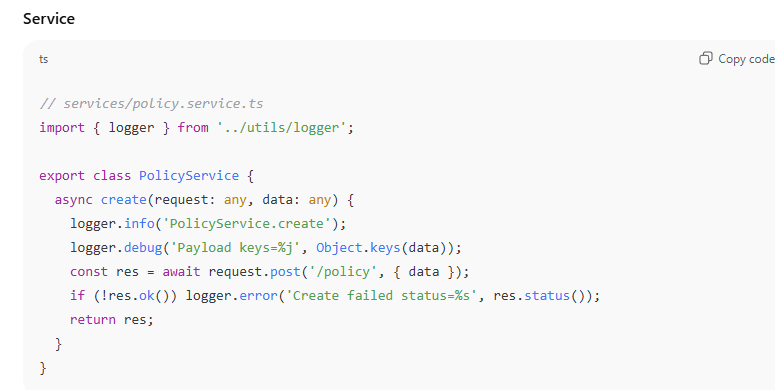 Service
ts
Copy code
// services/policy.service.ts
import { logger } from '../utils/logger';
export class PolicyService {
  async create(request: any, data: any) {
    logger.info('PolicyService.create');
    logger.debug('Payload keys=%j', Object.keys(data));
    const res = await request.post('/policy', { data });
    if (!res.ok()) logger.error('Create failed status=%s', res.status());
    return res;
  }
}